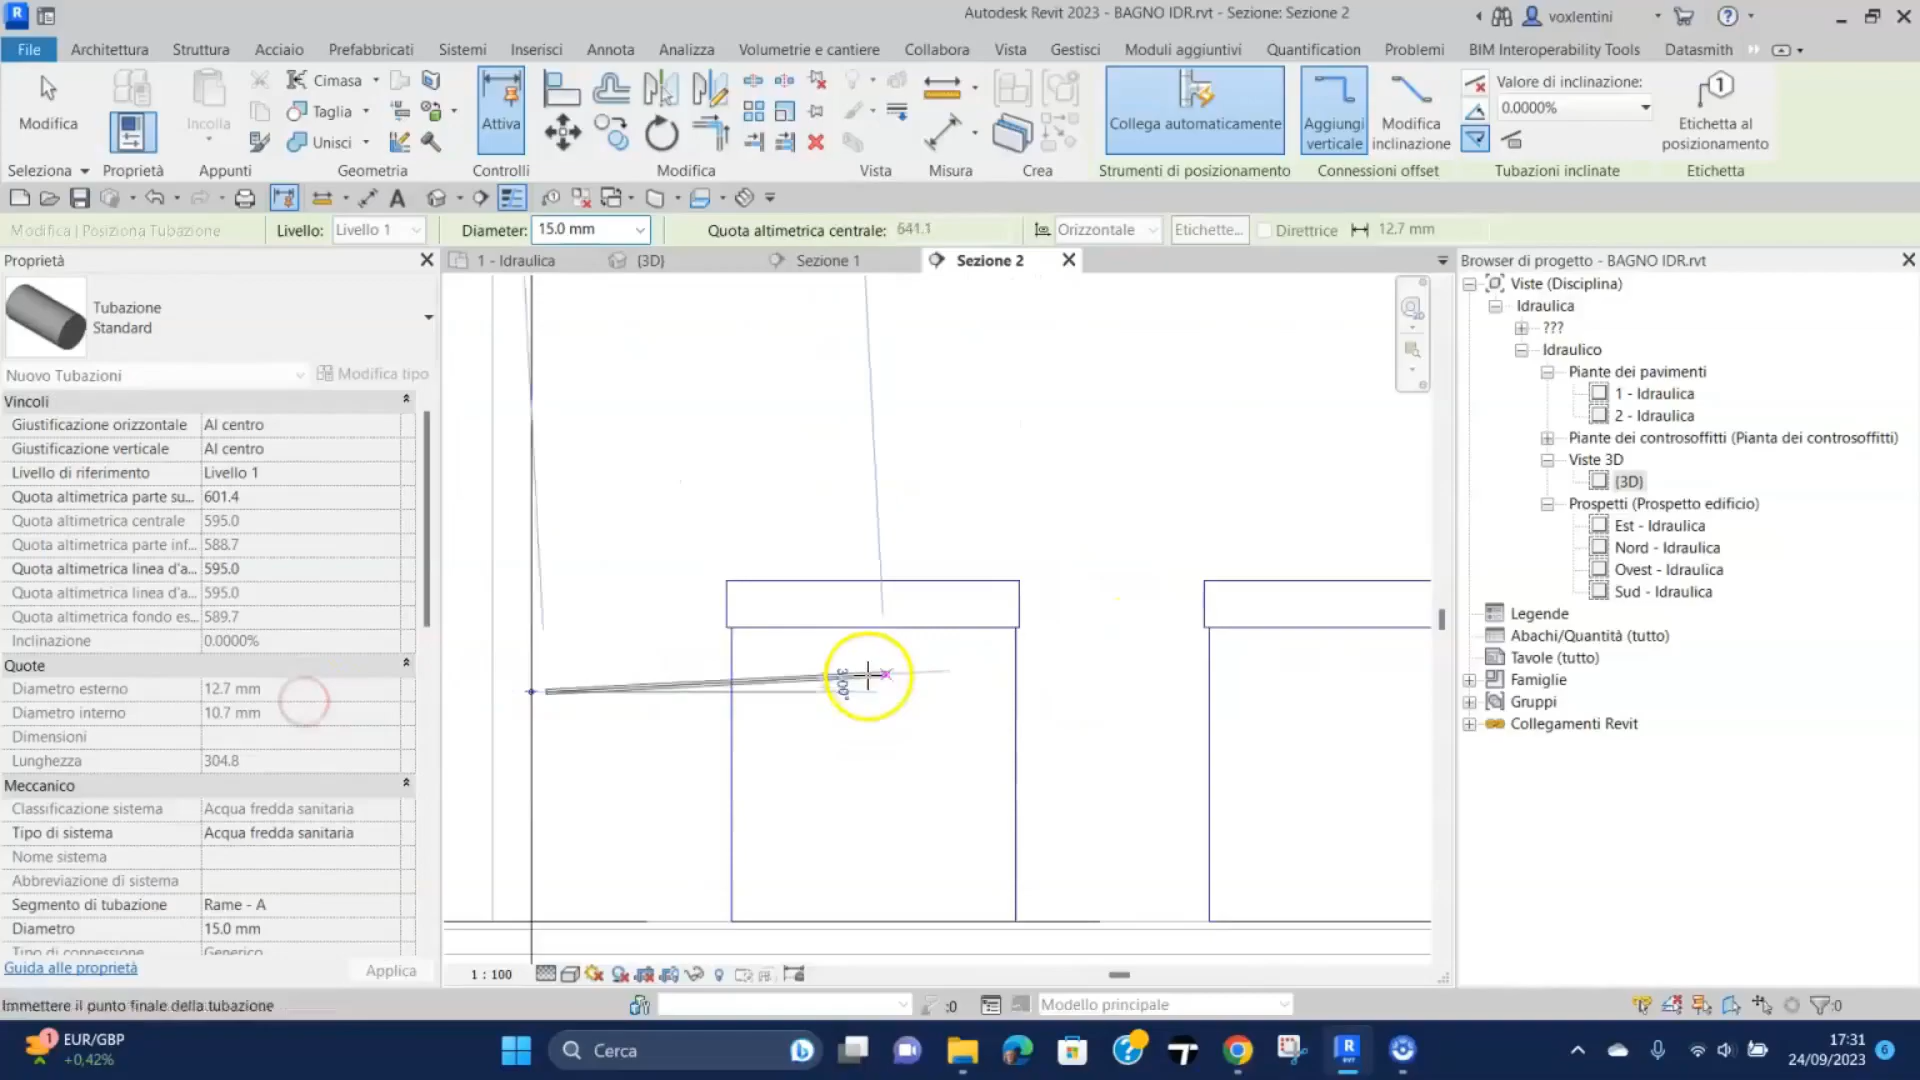 Autodesk Revit 2023 - BAGNO IDR.rvt - Sezione: Sezione 2
voxlentini
File Architettura Struttura Acciaio Prefabbricati Sistemi Inserisci Annota Analizza Volumetrie e cantiere Collabora Vista Gestisci Moduli aggiuntivi Quantification Problemi BIM Interoperability Tools Datasmith
Modifica
Incolla
Cimasa
Taglia
Unisci
Attiva
Collega automaticamente
Aggiungi verticale
Modifica inclinazione
Valore di inclinazione:
0.0000%
Etichetta al posizionamento
Seleziona Proprietà Appunti Geometria Controlli Modifica Vista Misura Crea Strumenti di posizionamento Connessioni offset Tubazioni inclinate Etichetta
Modifica | Posiziona Tubazione Livello: Livello 1 Diameter: 15.0 mm Quota altimetrica centrale: 641.1 Orizzontale Etichette... Direttrice 12.7 mm
Proprietà
1 - Idraulica {3D} Sezione 1 Sezione 2
Tubazione
Standard
Nuovo Tubazioni Modifica tipo
Vincoli
Giustificazione orizzontale Al centro
Giustificazione verticale Al centro
Livello di riferimento Livello 1
Quota altimetrica parte su... 601.4
Quota altimetrica centrale 595.0
Quota altimetrica parte inf... 588.7
Quota altimetrica linea d'a... 595.0
Quota altimetrica linea d'a... 595.0
Quota altimetrica fondo es... 589.7
Inclinazione 0.0000%
Quote
Diametro esterno 12.7 mm
Diametro interno 10.7 mm
Dimensioni
Lunghezza 304.8
Meccanico
Classificazione sistema Acqua fredda sanitaria
Tipo di sistema Acqua fredda sanitaria
Nome sistema
Abbreviazione di sistema
Segmento di tubazione Rame - A
Diametro 15.0 mm
Tipo di connessione Generico
Guida alle proprietà Applica
3.00°
1 : 100
Browser di progetto - BAGNO IDR.rvt
Viste (Disciplina)
Idraulica
???
Idraulico
Piante dei pavimenti
1 - Idraulica
2 - Idraulica
Piante dei controsoffitti (Pianta dei controsoffitti)
Viste 3D
{3D}
Prospetti (Prospetto edificio)
Est - Idraulica
Nord - Idraulica
Ovest - Idraulica
Sud - Idraulica
Legende
Abachi/Quantità (tutto)
Tavole (tutto)
Famiglie
Gruppi
Collegamenti Revit
Immettere il punto finale della tubazione :0 Modello principale :0
EUR/GBP
+0,42%
Cerca
17:31
24/09/2023
6